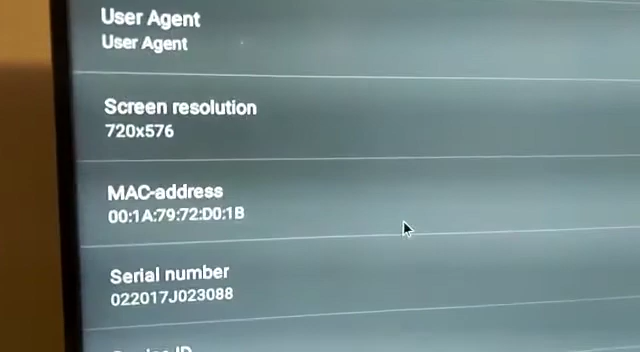 User Agent
User Agent
Screen resolution
720x576
MAC-address
00:1A:79:72:D0:1B
Serial number
022017J023088